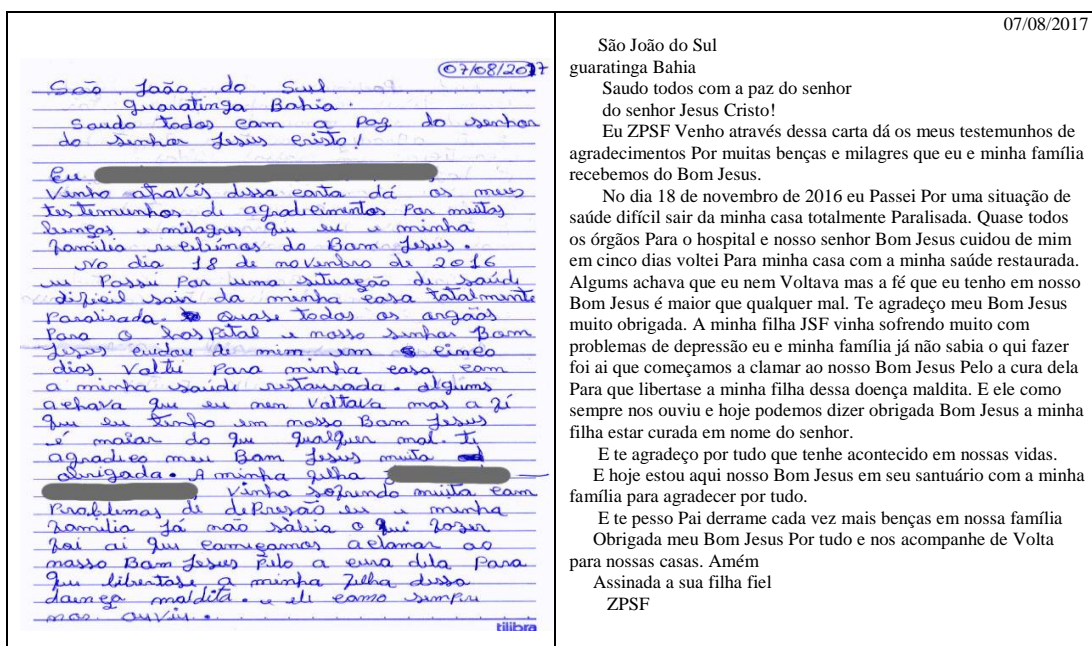 07/08/2017
São João do Sul
guaratinga Bahia.
Saudo todos com a Paz do senhor
do senhor Jesus cristo!
Eu
Venho através dessa carta dá os meus
testemunhos de agradecimentos Por muitas
bençes e milagres que eu e minha
família recebemos do Bom Jesus.
No dia 18 de novembro de 2016
eu Passei Por uma situação de saúde
difícil sair da minha casa totalmente
Paralisada. Quase todos os orgãos
Para o hosPital e nosso senhor Bom
Jesus cuidou de mim em cinco
dias Voltei Para minha casa com
a minha saúde restaurada. Alguims
achava que eu nem Voltava mas a fé
que eu tenho em nosso Bom Jesus
é maior do que qualquer mal. Te
agradeço meu Bom Jesus muito
obrigada. A minha filha
Vinha sofrendo muito com
Problemas de dePresão eu e minha
família Já não sabia o qui fazer
foi ai que começamos a clamar ao
nosso Bom Jesus Pelo a cura dela Para
que libertase a minha filha dessa
doença maldita. e ele como sempre
nos ouviu.
tilibra
07/08/2017
São João do Sul
guaratinga Bahia
Saudo todos com a paz do senhor
do senhor Jesus Cristo!
Eu ZPSF Venho através dessa carta dá os meus testemunhos de
agradecimentos Por muitas benças e milagres que eu e minha família
recebemos do Bom Jesus.
No dia 18 de novembro de 2016 eu Passei Por uma situação de
saúde difícil sair da minha casa totalmente Paralisada. Quase todos
os órgãos Para o hospital e nosso senhor Bom Jesus cuidou de mim
em cinco dias voltei Para minha casa com a minha saúde restaurada.
Algums achava que eu nem Voltava mas a fé que eu tenho em nosso
Bom Jesus é maior que qualquer mal. Te agradeço meu Bom Jesus
muito obrigada. A minha filha JSF vinha sofrendo muito com
problemas de depressão eu e minha família já não sabia o qui fazer
foi ai que começamos a clamar ao nosso Bom Jesus Pelo a cura dela
Para que libertase a minha filha dessa doença maldita. E ele como
sempre nos ouviu e hoje podemos dizer obrigada Bom Jesus a minha
filha estar curada em nome do senhor.
E te agradeço por tudo que tenhe acontecido em nossas vidas.
E hoje estou aqui nosso Bom Jesus em seu santuário com a minha
família para agradecer por tudo.
E te pesso Pai derrame cada vez mais benças em nossa família
Obrigada meu Bom Jesus Por tudo e nos acompanhe de Volta
para nossas casas. Amém
Assinada a sua filha fiel
ZPSF